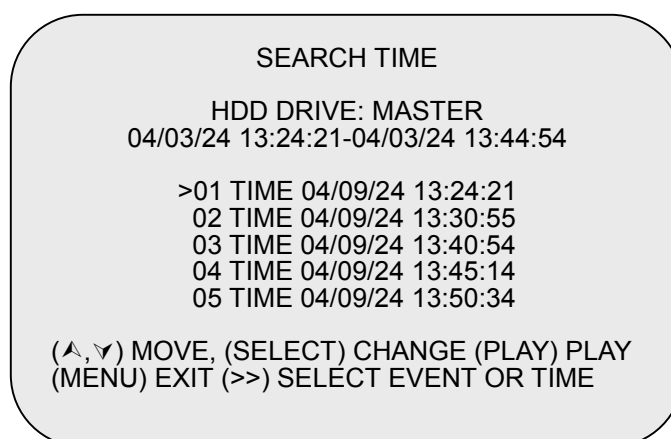 SEARCH TIME
HDD DRIVE: MASTER
04/03/24 13:24:21-04/03/24 13:44:54
>01 TIME 04/09/24 13:24:21
02 TIME 04/09/24 13:30:55
03 TIME 04/09/24 13:40:54
04 TIME 04/09/24 13:45:14
05 TIME 04/09/24 13:50:34
(⮝,⮟) MOVE, (SELECT) CHANGE (PLAY) PLAY
(MENU) EXIT (>>) SELECT EVENT OR TIME